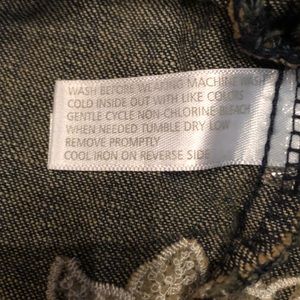 WASH BEFORE WEARING MACHINE
COLD INSIDE OUT WITH LIKE COLORS
GENTLE CYCLE NON-CHLORINE BLEACH
WHEN NEEDED TUMBLE DRY LOW
REMOVE PROMPTLY
COOL IRON ON REVERSE SIDE